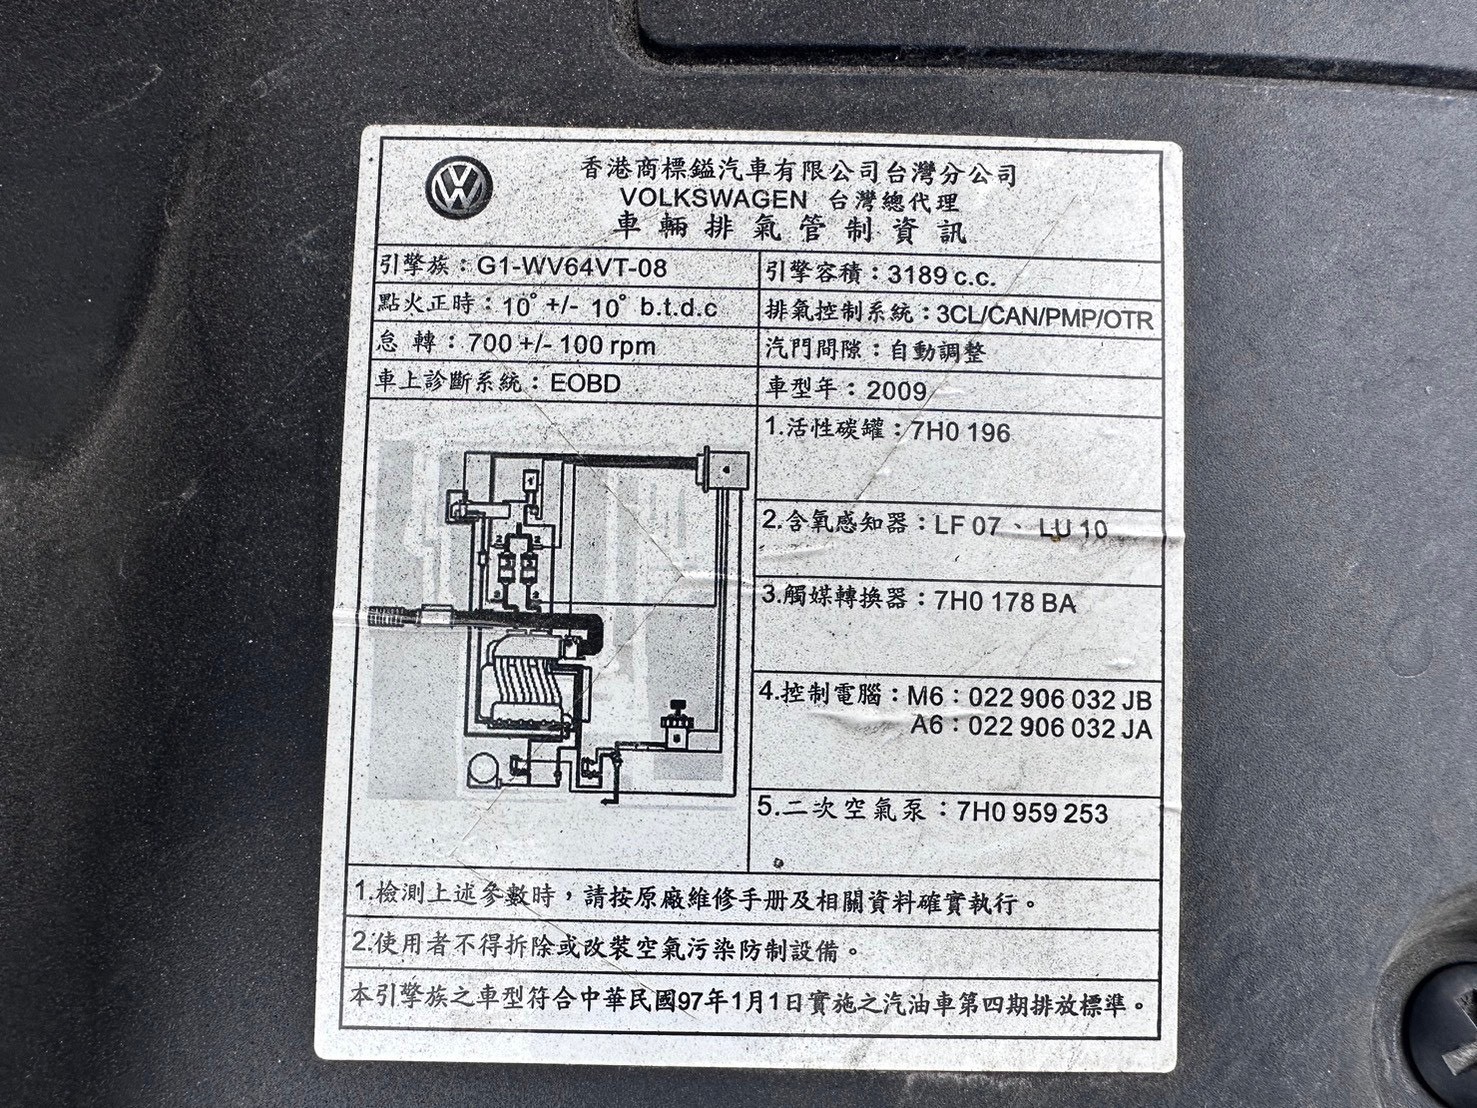 香港商標鎰汽車有限公司台灣分公司
VOLKSWAGEN 台灣總代理
車輛排氣管制資訊
引擎族：G1-WV64VT-08
引擎容積：3189 c.c.
點火正時：10° +/- 10° b.t.d.c
排氣控制系統：3CL/CAN/PMP/OTR
怠 轉：700 +/- 100 rpm
汽門間隙：自動調整
車上診斷系統：EOBD
車型年：2009
1.活性碳罐：7H0 196
2.含氧感知器：LF 07、 LU 10
3.觸媒轉換器：7H0 178 BA
4.控制電腦：M6：022 906 032 JB
A6：022 906 032 JA
5.二次空氣泵：7H0 959 253
1.檢測上述參數時，請按原廠維修手册及相關資料確實執行。
2.使用者不得拆除或改裝空氣污染防制設備。
本引擎族之車型符合中華民國97年1月1日實施之汽油車第四期排放標準。